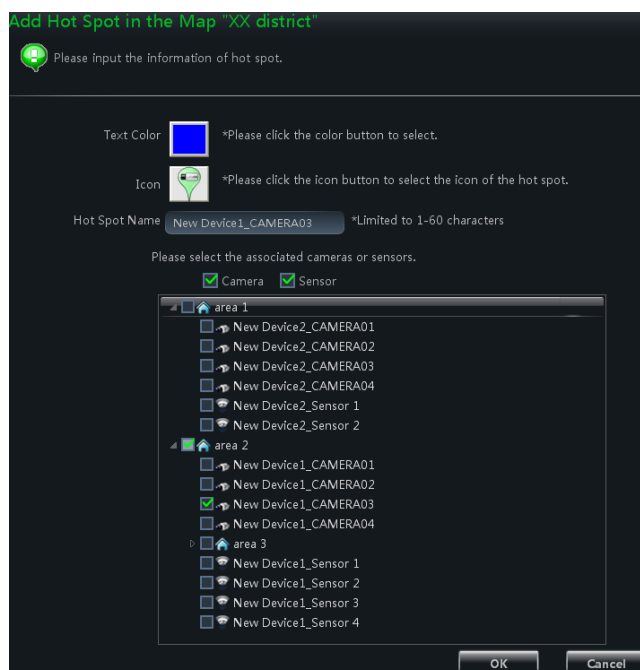 Add Hot Spot in the Map "XX district"
Please input the information of hot spot.
Text Color *Please click the color button to select.
Icon *Please click the icon button to select the icon of the hot spot.
Hot Spot Name New Device1_CAMERA03 *Limited to 1-60 characters
Please select the associated cameras or sensors.
Camera Sensor
area 1
New Device2_CAMERA01
New Device2_CAMERA02
New Device2_CAMERA03
New Device2_CAMERA04
New Device2_Sensor 1
New Device2_Sensor 2
area 2
New Device1_CAMERA01
New Device1_CAMERA02
New Device1_CAMERA03
New Device1_CAMERA04
area 3
New Device1_Sensor 1
New Device1_Sensor 2
New Device1_Sensor 3
New Device1_Sensor 4
OK Cancel